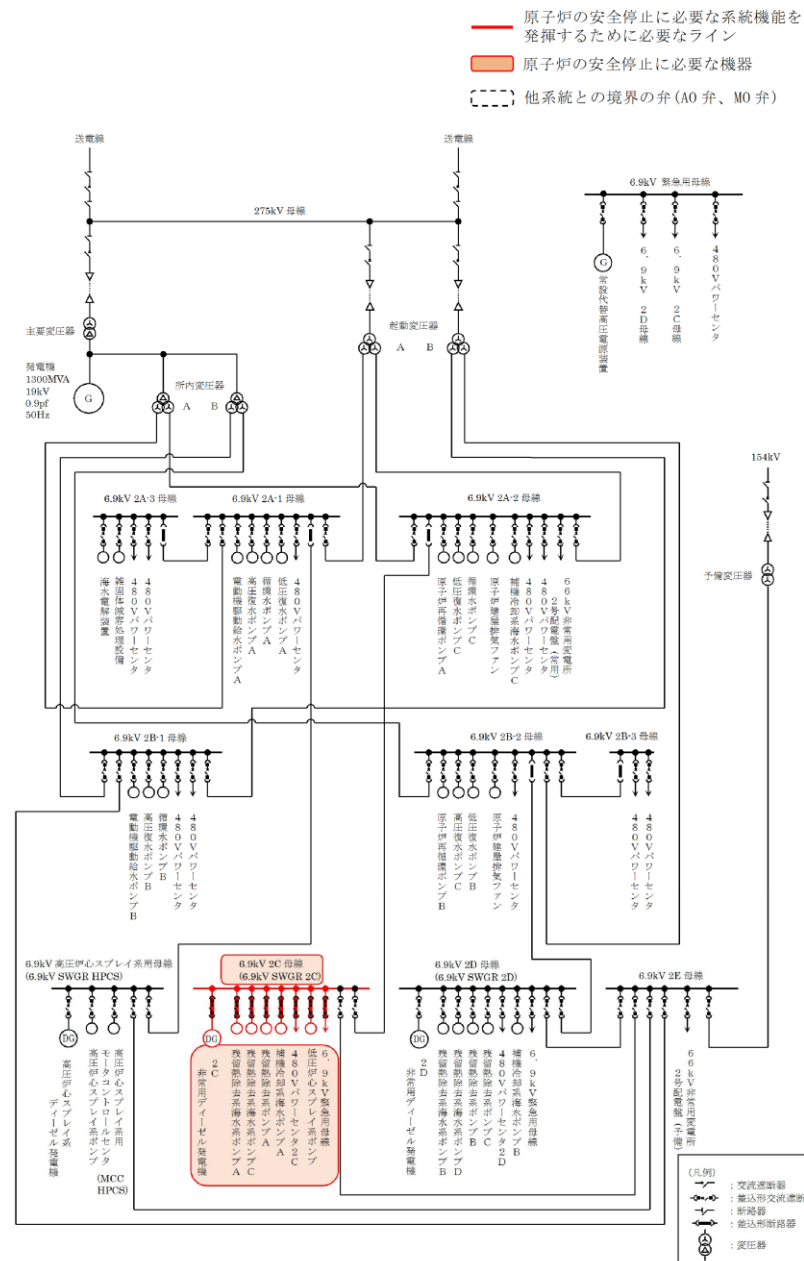 原子炉の安全停止に必要な系統機能を
発揮するために必要なライン
原子炉の安全停止に必要な機器
他系統との境界の弁(AO 弁、MO 弁)
送電線
送電線
6.9kV 緊急用母線
275kV 母線
G
常設代替高圧電源装置
6.9kV 2D母線
6.9kV 2C母線
480Vパワーセンタ
主要変圧器
起動変圧器
A
B
発電機
1300MVA
19kV
0.9pf
50Hz
G
所内変圧器
A
B
154kV
予備変圧器
6.9kV 2A-3 母線
6.9kV 2A-1 母線
6.9kV 2A-2 母線
海水電解装置
雑固体減容処理設備
480Vパワーセンタ
480Vパワーセンタ
電動機駆動給水ポンプA
高圧復水ポンプA
循環水ポンプA
低圧復水ポンプA
480Vパワーセンタ
原子炉再循環ポンプA
低圧復水ポンプC
循環水ポンプC
原子炉建屋排気ファン
補機冷却系海水ポンプC
480Vパワーセンタ
480Vパワーセンタ
66kV非常用変電所
2号配電盤(常用)
6.9kV 2B-1 母線
6.9kV 2B-2 母線
6.9kV 2B-3 母線
電動機駆動給水ポンプB
高圧復水ポンプB
循環水ポンプB
480Vパワーセンタ
480Vパワーセンタ
原子炉再循環ポンプB
高圧復水ポンプC
低圧復水ポンプB
原子炉建屋排気ファン
480Vパワーセンタ
480Vパワーセンタ
480Vパワーセンタ
6.9kV 高圧炉心スプレイ系用母線
(6.9kV SWGR HPCS)
6.9kV 2C 母線
(6.9kV SWGR 2C)
6.9kV 2D 母線
(6.9kV SWGR 2D)
6.9kV 2E 母線
DG
高圧炉心スプレイ系
ディーゼル発電機
高圧炉心スプレイ系ポンプ
高圧炉心スプレイ系用
モータコントロールセンタ
(MCC
HPCS)
DG
2C
非常用ディーゼル発電機
残留熱除去系海水系ポンプA
残留熱除去系海水系ポンプC
残留熱除去系ポンプA
補機冷却系海水ポンプA
480Vパワーセンタ2C
低圧炉心スプレイ系ポンプ
6.9kV緊急用母線
DG
2D
非常用ディーゼル発電機
残留熱除去系海水系ポンプB
残留熱除去系海水系ポンプD
残留熱除去系ポンプB
残留熱除去系ポンプC
480Vパワーセンタ2D
補機冷却系海水ポンプB
6.9kV緊急用母線
66kV非常用変電所
2号配電盤(予備)
(凡例)
：交流遮断器
：差込形交流遮断
：断路器
：差込形断路器
：変圧器